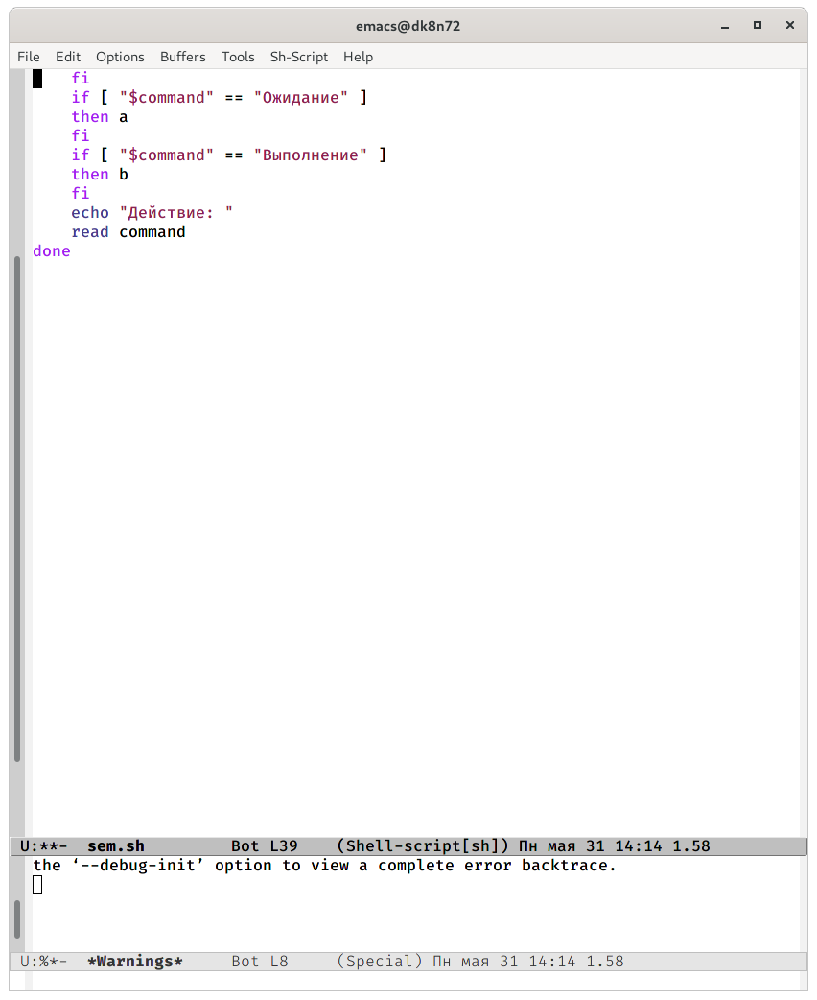 emacs@dk8n72
File Edit Options Buffers Tools Sh-Script Help
    fi
    if [ "$command" == "Ожидание" ]
    then a
    fi
    if [ "$command" == "Выполнение" ]
    then b
    fi
    echo "Действие: "
    read command
done
U:**-  sem.sh         Bot L39    (Shell-script[sh]) Пн мая 31 14:14 1.58
the ‘--debug-init’ option to view a complete error backtrace.
U:%*-  *Warnings*     Bot L8     (Special) Пн мая 31 14:14 1.58